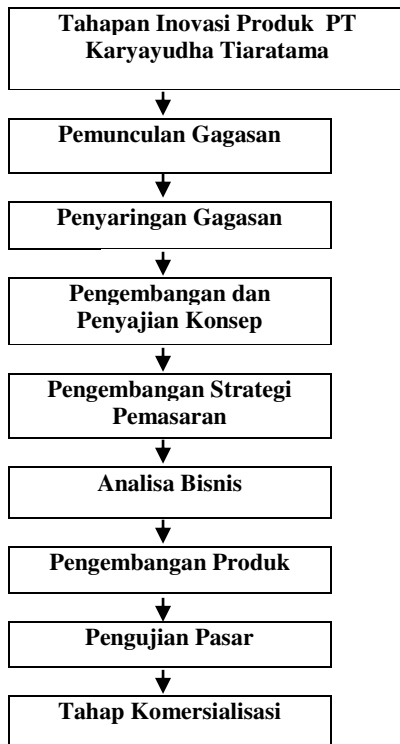 Tahapan Inovasi Produk PT
Karyayudha Tiaratama
Pemunculan Gagasan
Penyaringan Gagasan
Pengembangan dan
Penyajian Konsep
Pengembangan Strategi
Pemasaran
Analisa Bisnis
Pengembangan Produk
Pengujian Pasar
Tahap Komersialisasi